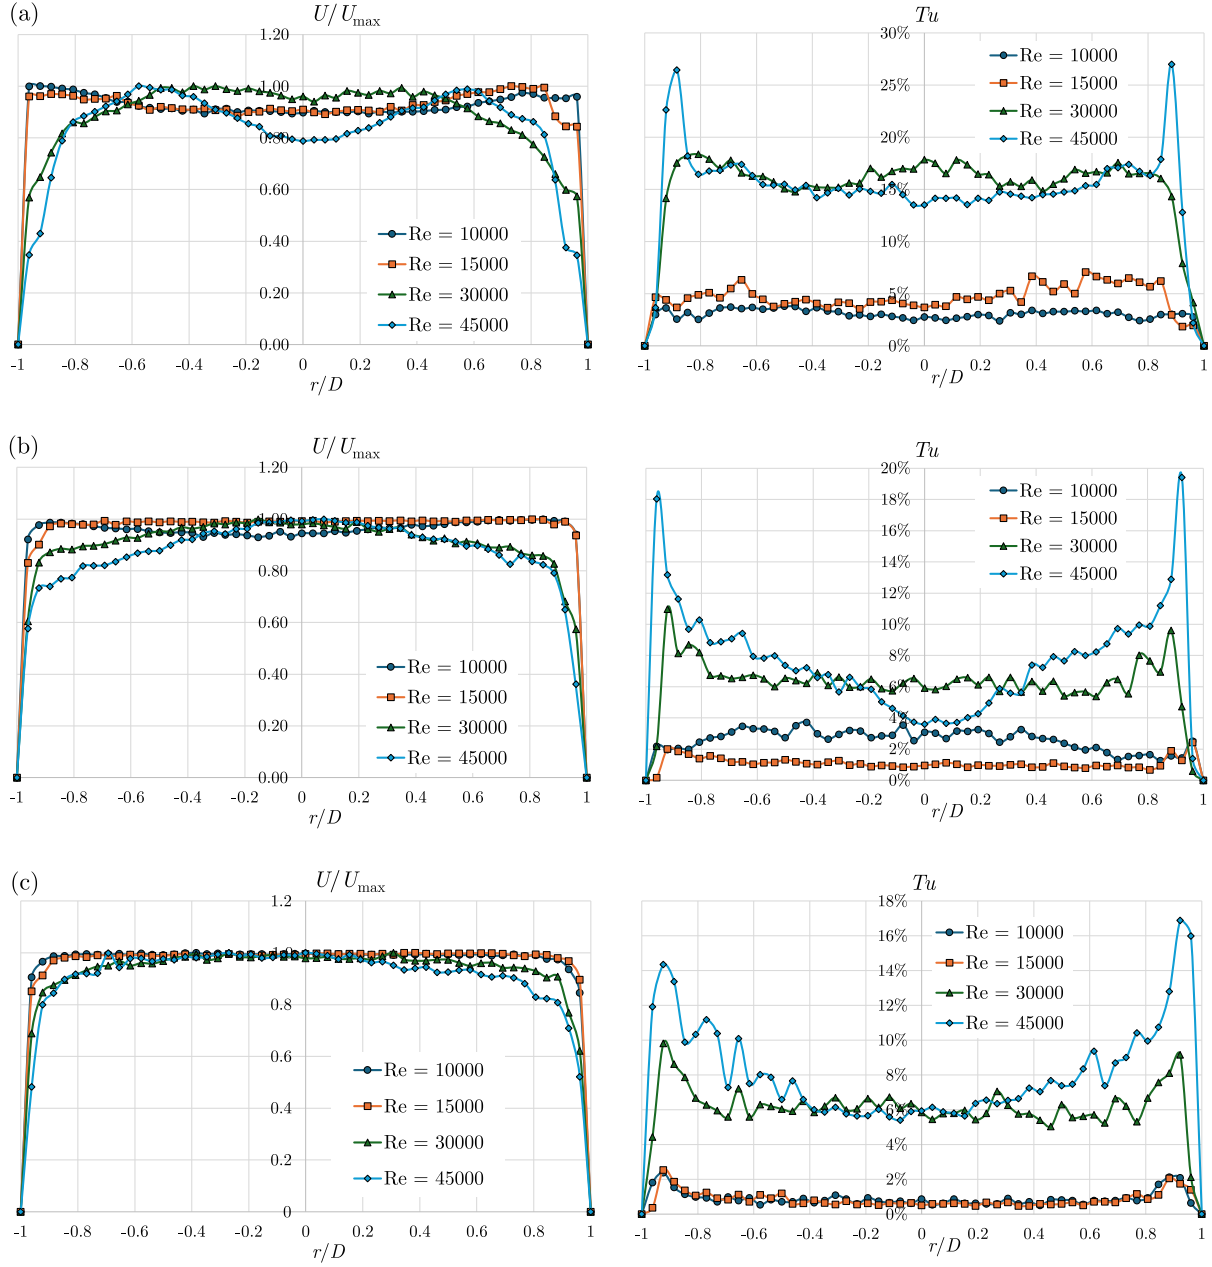 (a)
U/U_max
1.20
1.00
0.80
0.60
0.40
0.20
0.00
-1 -0.8 -0.6 -0.4 -0.2 0 0.2 0.4 0.6 0.8 1
r/D
Re = 10000
Re = 15000
Re = 30000
Re = 45000
Tu
30%
25%
20%
15%
10%
5%
0%
-1 -0.8 -0.6 -0.4 -0.2 0 0.2 0.4 0.6 0.8 1
r/D
Re = 10000
Re = 15000
Re = 30000
Re = 45000
(b)
U/U_max
1.20
1.00
0.80
0.60
0.40
0.20
0.00
-1 -0.8 -0.6 -0.4 -0.2 0 0.2 0.4 0.6 0.8 1
r/D
Re = 10000
Re = 15000
Re = 30000
Re = 45000
Tu
20%
18%
16%
14%
12%
10%
8%
6%
4%
2%
0%
-1 -0.8 -0.6 -0.4 -0.2 0 0.2 0.4 0.6 0.8 1
r/D
Re = 10000
Re = 15000
Re = 30000
Re = 45000
(c)
U/U_max
1.2
1.0
0.8
0.6
0.4
0.2
0
-1 -0.8 -0.6 -0.4 -0.2 0 0.2 0.4 0.6 0.8 1
r/D
Re = 10000
Re = 15000
Re = 30000
Re = 45000
Tu
18%
16%
14%
12%
10%
8%
6%
4%
2%
0%
-1 -0.8 -0.6 -0.4 -0.2 0 0.2 0.4 0.6 0.8 1
r/D
Re = 10000
Re = 15000
Re = 30000
Re = 45000